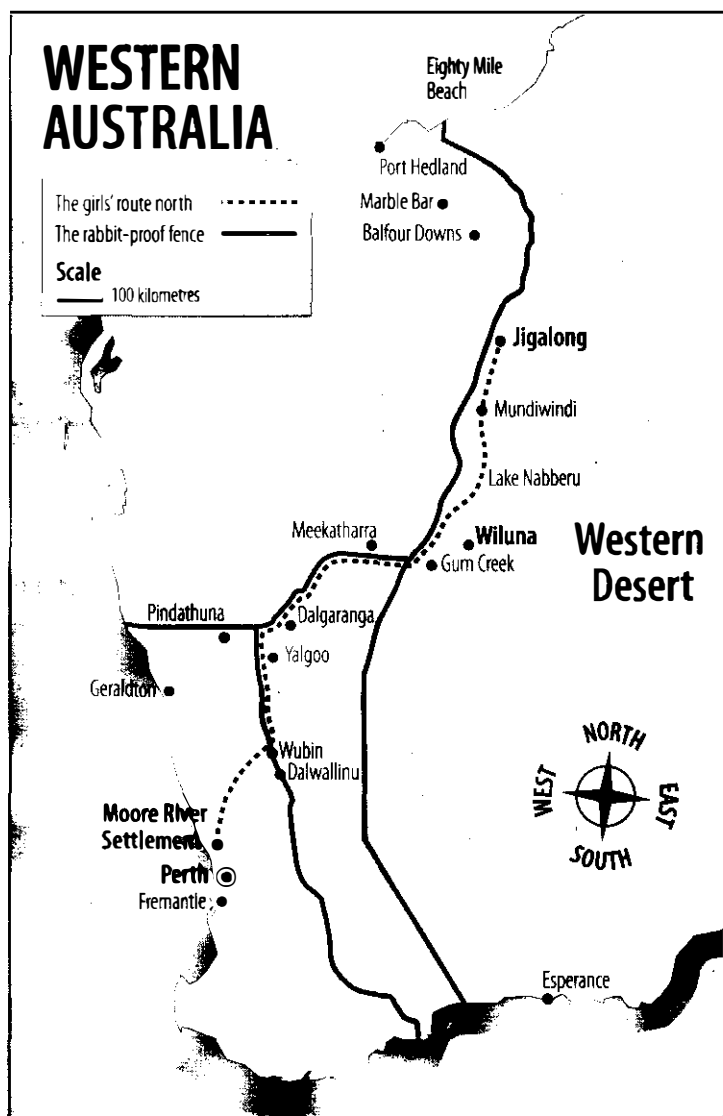 WESTERN
AUSTRALIA
Eighty Mile
Beach
Port Hedland
The girls' route north
The rabbit-proof fence
Scale
100 kilometres
Marble Bar
Balfour Downs
Jigalong
Mundiwindi
Lake Nabberu
Meekatharra
Wiluna
Gum Creek
Western
Desert
Pindathuna
Dalgaranga
Yalgoo
Geraldton
Wubin
Dalwallinu
NORTH
WEST
EAST
SOUTH
Moore River
Settlement
Perth
Fremantle
Esperance